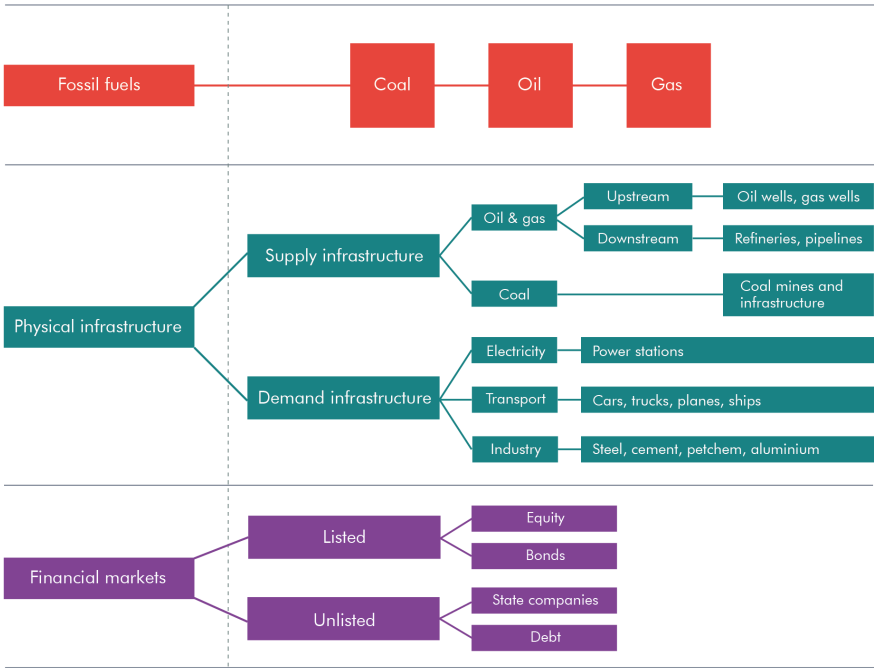 Fossil fuels
Coal
Oil
Gas
Physical infrastructure
Supply infrastructure
Oil & gas
Upstream
Oil wells, gas wells
Downstream
Refineries, pipelines
Coal
Coal mines and
infrastructure
Demand infrastructure
Electricity
Power stations
Transport
Cars, trucks, planes, ships
Industry
Steel, cement, petchem, aluminium
Financial markets
Listed
Equity
Bonds
Unlisted
State companies
Debt